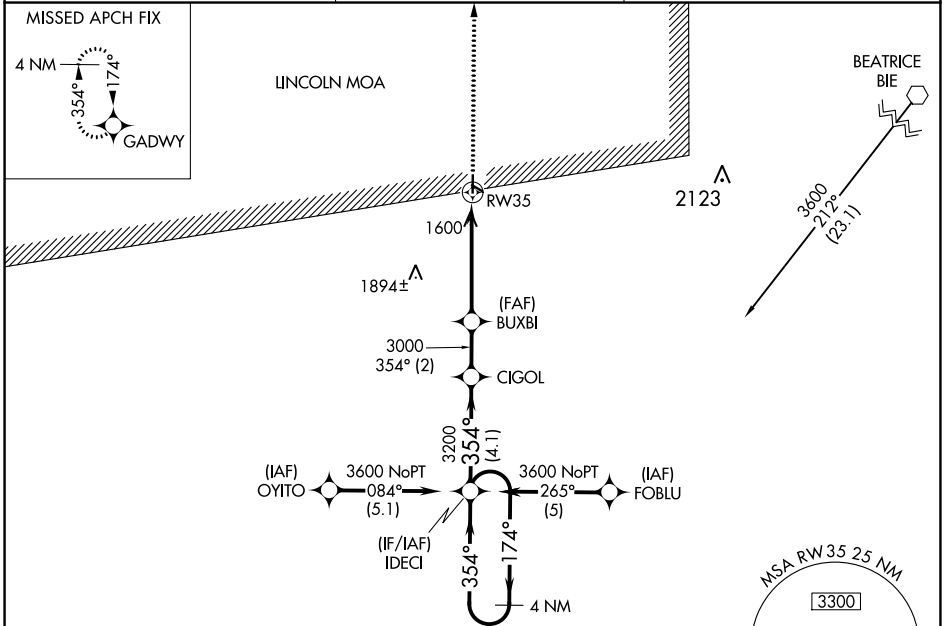 MISSED APCH FIX
4 NM
174°
354°
GADWY
LINCOLN MOA
BEATRICE
BIE
2123
3600
212°
(23.1)
RW35
1600
1894±
(FAF)
BUXBI
3000
354° (2)
CIGOL
3200
354°
(4.1)
(IAF)
OYITO
3600 NoPT
084°
(5.1)
3600 NoPT
265°
(5)
(IAF)
FOBLU
(IF/IAF)
IDECI
354°
174°
4 NM
MSA RW35 25 NM
3300